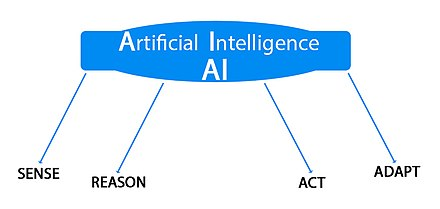 Artificial Intelligence
AI
SENSE
REASON
ACT
ADAPT